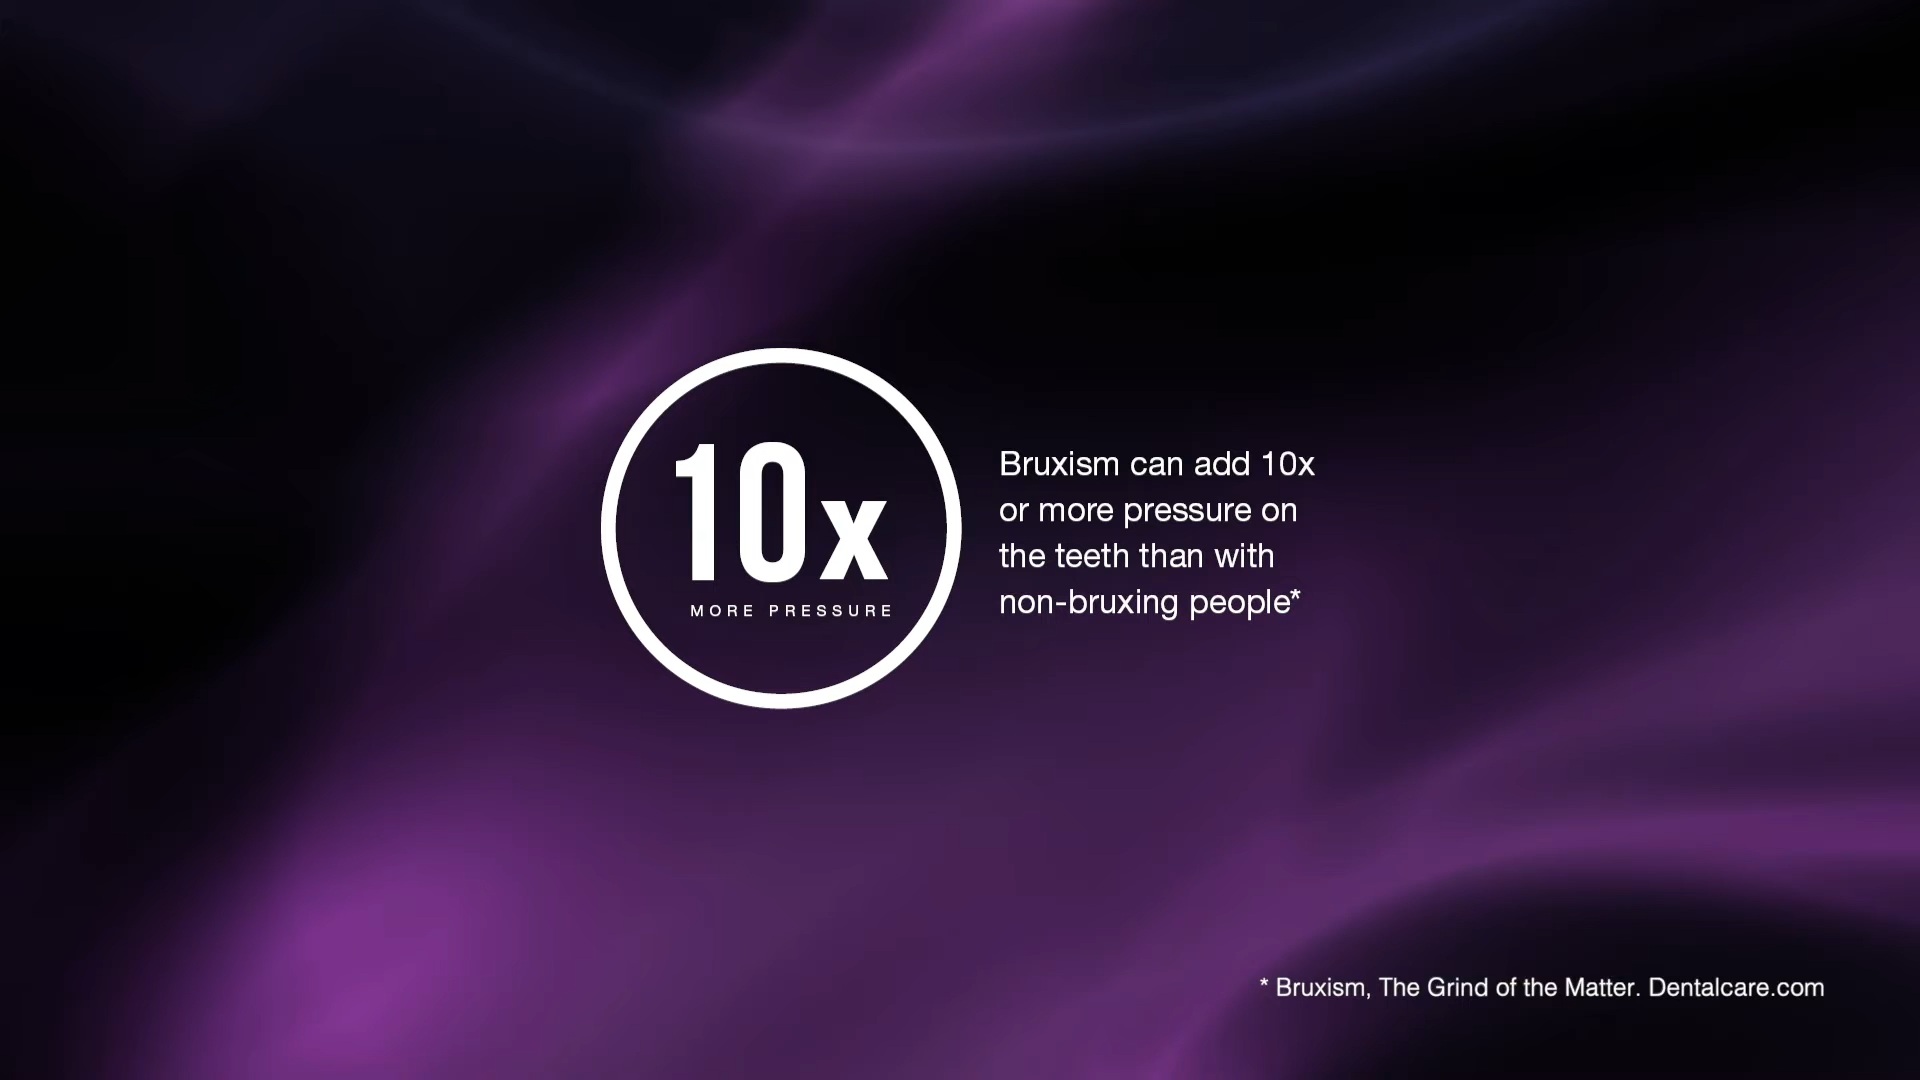 10x
MORE PRESSURE
Bruxism can add 10x
or more pressure on
the teeth than with
non-bruxing people*
* Bruxism, The Grind of the Matter. Dentalcare.com